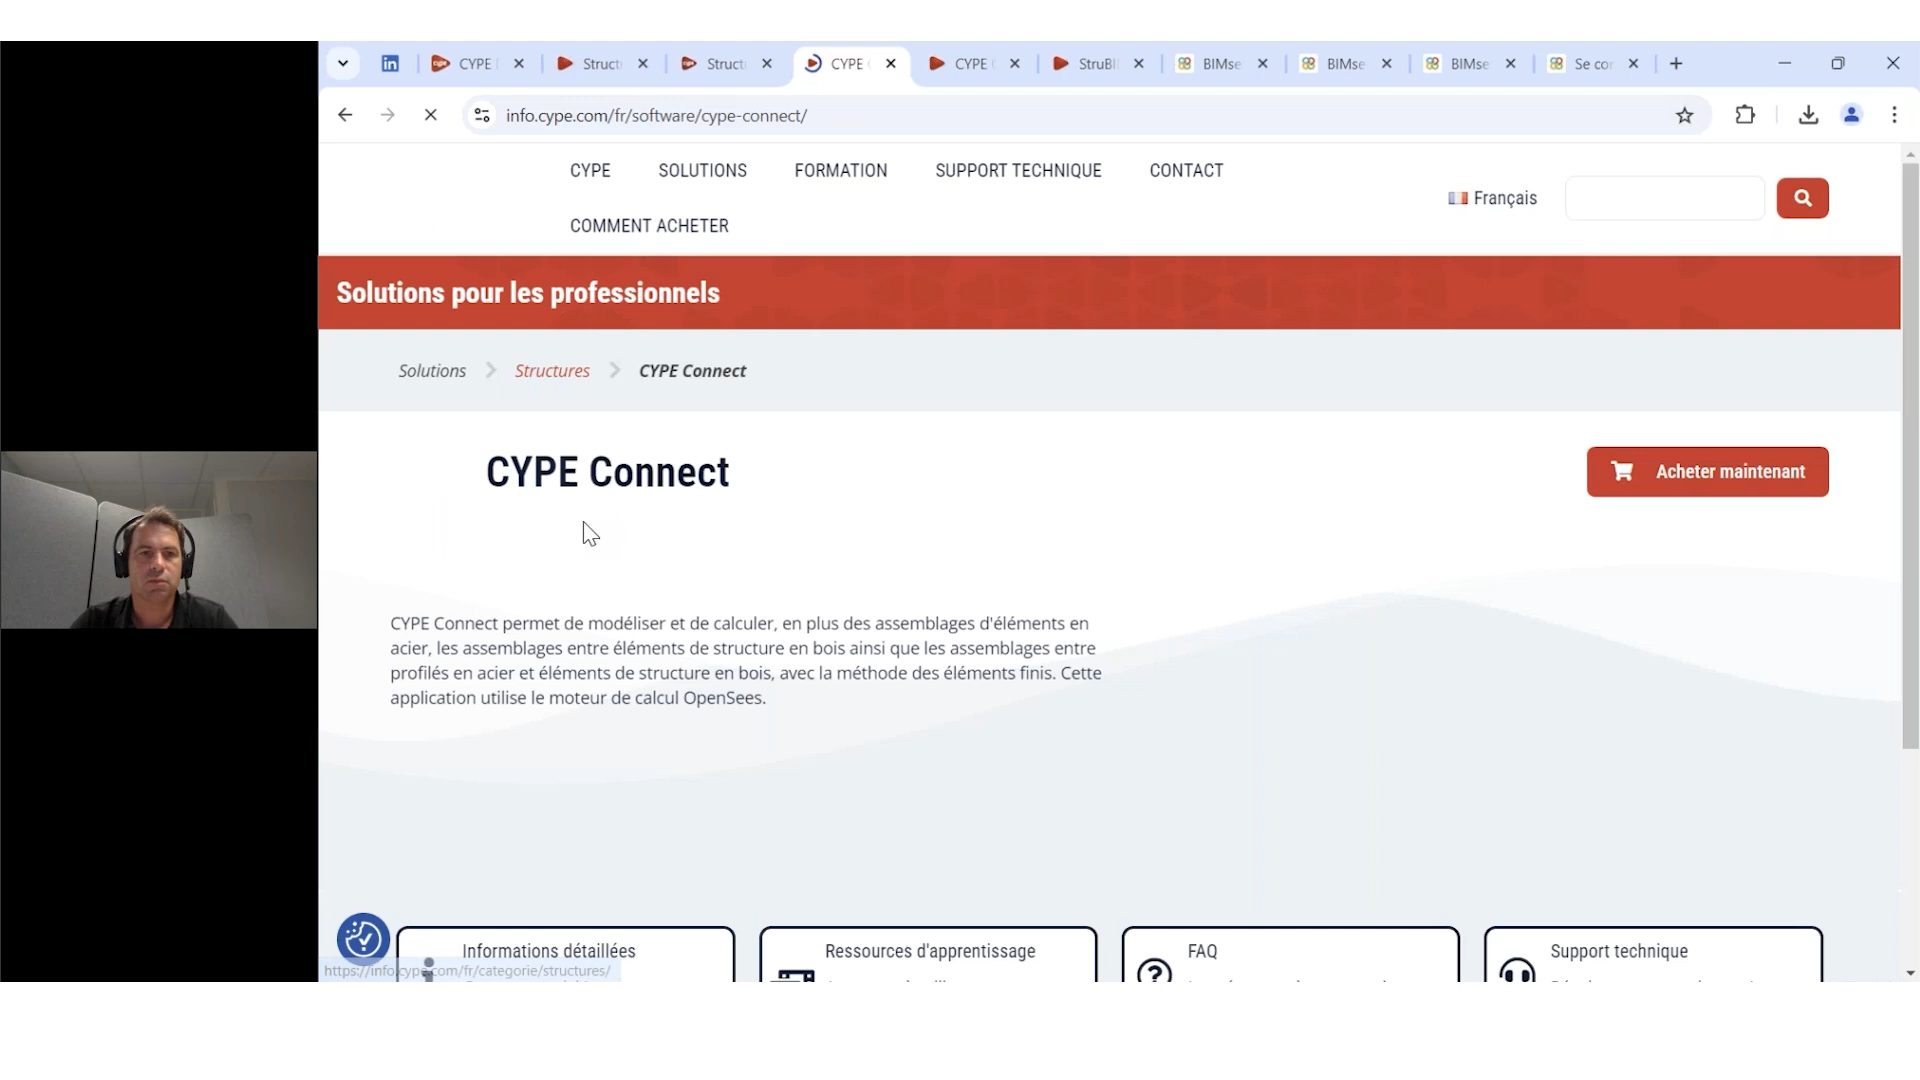 CYPE
Struct
Struct
CYPE
CYPE
StruBI
BIMse
BIMse
BIMse
Se cor
info.cype.com/fr/software/cype-connect/
CYPE
SOLUTIONS
FORMATION
SUPPORT TECHNIQUE
CONTACT
COMMENT ACHETER
Français
Solutions pour les professionnels
Solutions
Structures
CYPE Connect
CYPE Connect
Acheter maintenant
CYPE Connect permet de modéliser et de calculer, en plus des assemblages d'éléments en
acier, les assemblages entre éléments de structure en bois ainsi que les assemblages entre
profilés en acier et éléments de structure en bois, avec la méthode des éléments finis. Cette
application utilise le moteur de calcul OpenSees.
Informations détaillées
Ressources d'apprentissage
FAQ
Support technique
https://info.cype.com/fr/categorie/structures/